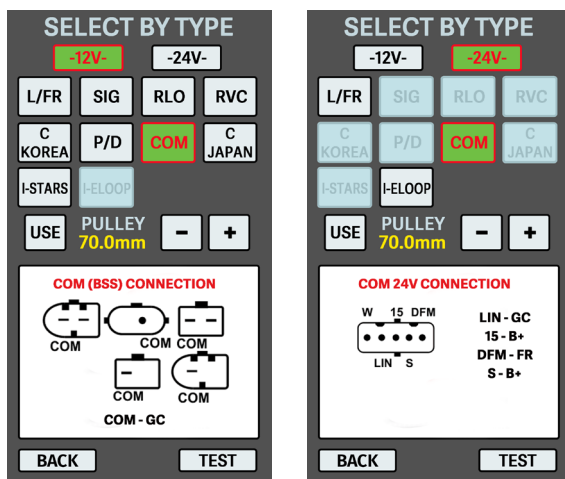 SELECT BY TYPE
-12V- -24V-
L/FR SIG RLO RVC
C
KOREA P/D COM C
JAPAN
I-STARS I-ELOOP
USE PULLEY
70.0mm - +
COM (BSS) CONNECTION
COM COM COM
COM COM
COM - GC
BACK TEST
SELECT BY TYPE
-12V- -24V-
L/FR SIG RLO RVC
C
KOREA P/D COM C
JAPAN
I-STARS I-ELOOP
USE PULLEY
70.0mm - +
COM 24V CONNECTION
W 15 DFM
LIN S
LIN - GC
15 - B+
DFM - FR
S - B+
BACK TEST